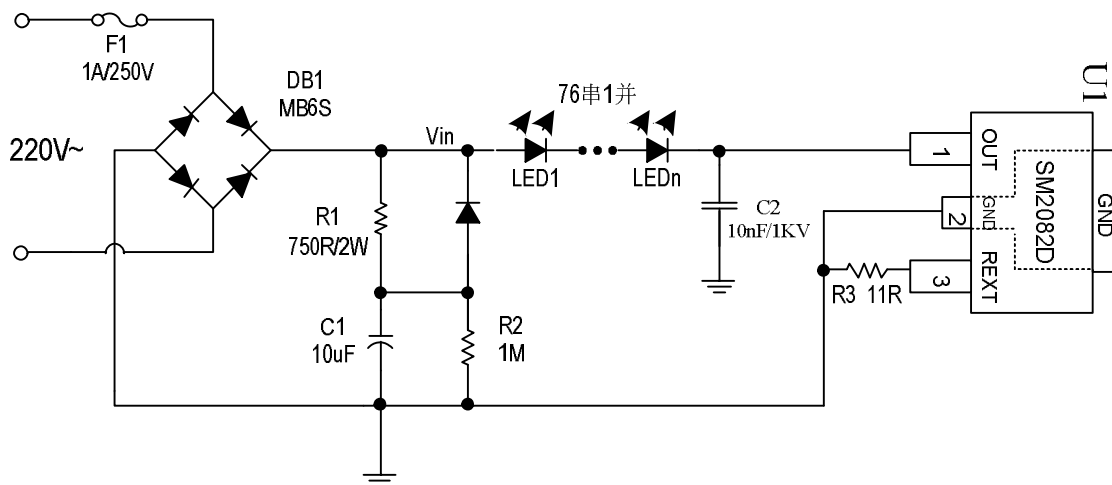 F1
1A/250V
DB1
MB6S
220V~
Vin
76串1并
LED1
LEDn
R1
750R/2W
C1
10uF
R2
1M
C2
10nF/1KV
R3 11R
U1
OUT
1
GND
2
REXT
3
SM2082D
GND